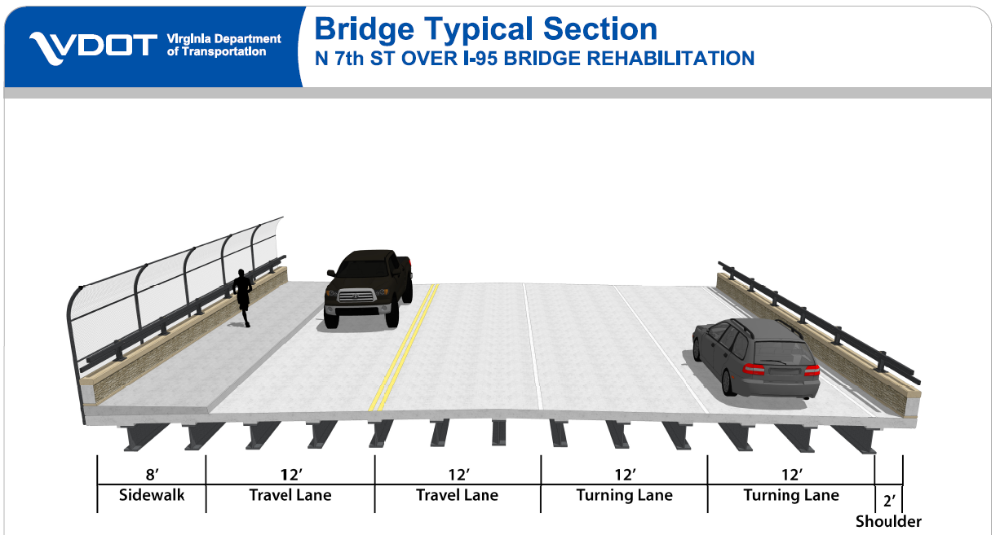 VDOT Virginia Department
of Transportation
Bridge Typical Section
N 7th ST OVER I-95 BRIDGE REHABILITATION
8’ 12’ 12’ 12’ 12’
Sidewalk Travel Lane Travel Lane Turning Lane Turning Lane
2’
Shoulder